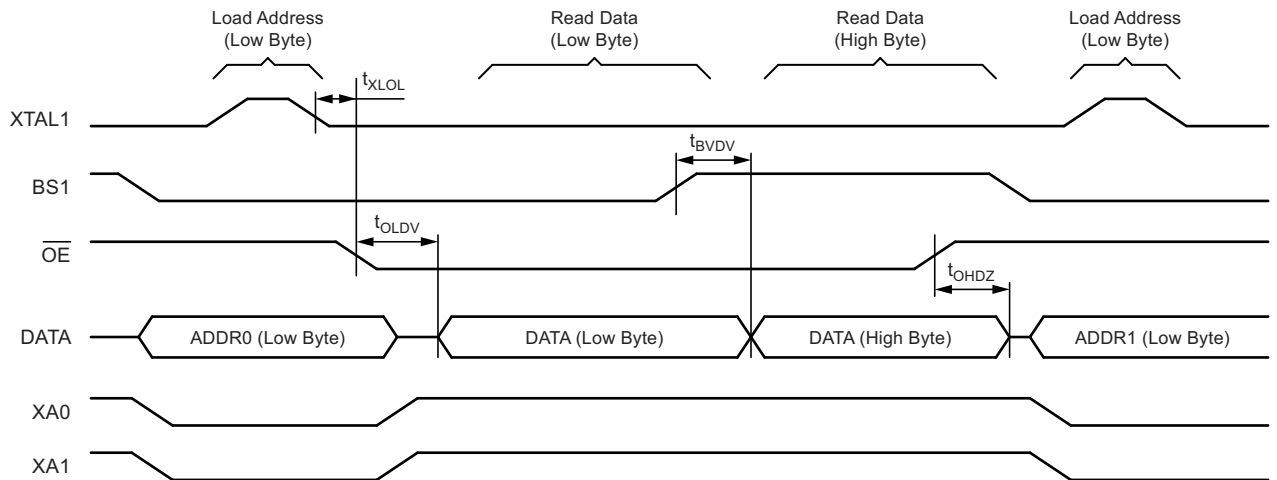 Load Address
(Low Byte)
Read Data
(Low Byte)
Read Data
(High Byte)
Load Address
(Low Byte)
tXLOL
XTAL1
tBVDV
BS1
tOLDV
OE
tOHDZ
DATA
ADDR0 (Low Byte)
DATA (Low Byte)
DATA (High Byte)
ADDR1 (Low Byte)
XA0
XA1